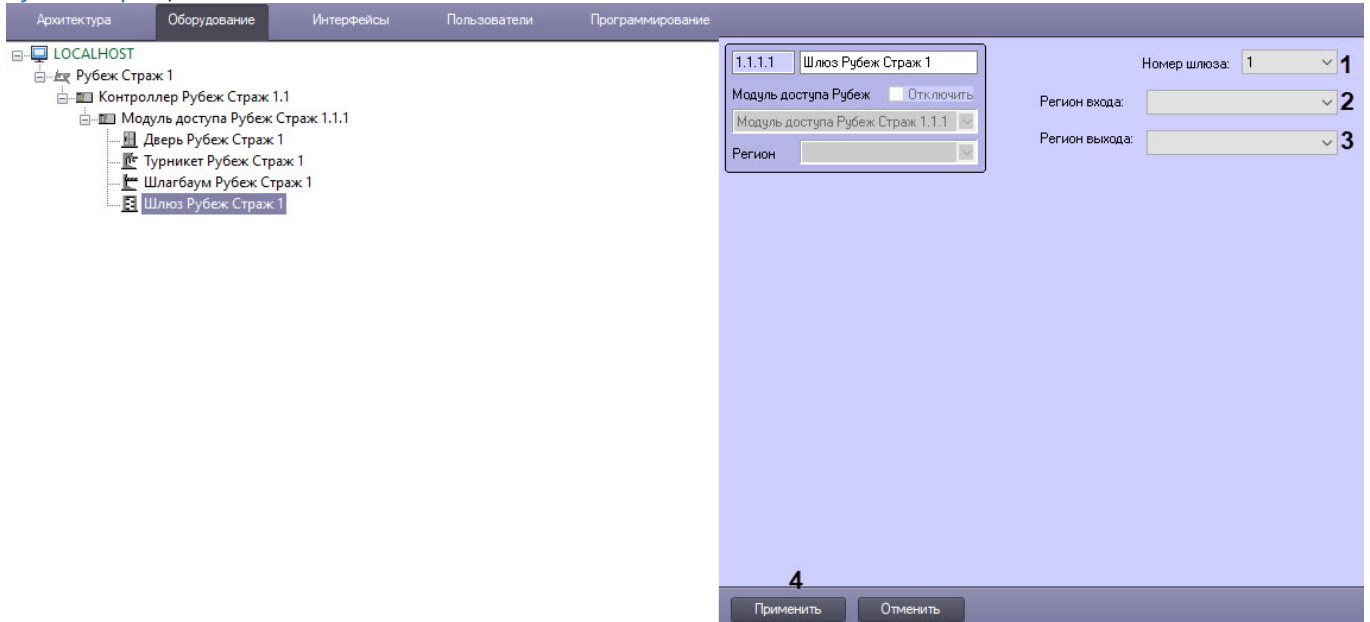 Архитектура Оборудование Интерфейсы Пользователи Программирование
LOCALHOST
Рубеж Страж 1
Контроллер Рубеж Страж 1.1
Модуль доступа Рубеж Страж 1.1.1
Дверь Рубеж Страж 1
Турникет Рубеж Страж 1
Шлагбаум Рубеж Страж 1
Шлюз Рубеж Страж 1
1.1.1.1 Шлюз Рубеж Страж 1
Модуль доступа Рубеж Отключить
Модуль доступа Рубеж Страж 1.1.1
Регион
Номер шлюза: 1 1
Регион входа: 2
Регион выхода: 3
4
Применить Отменить